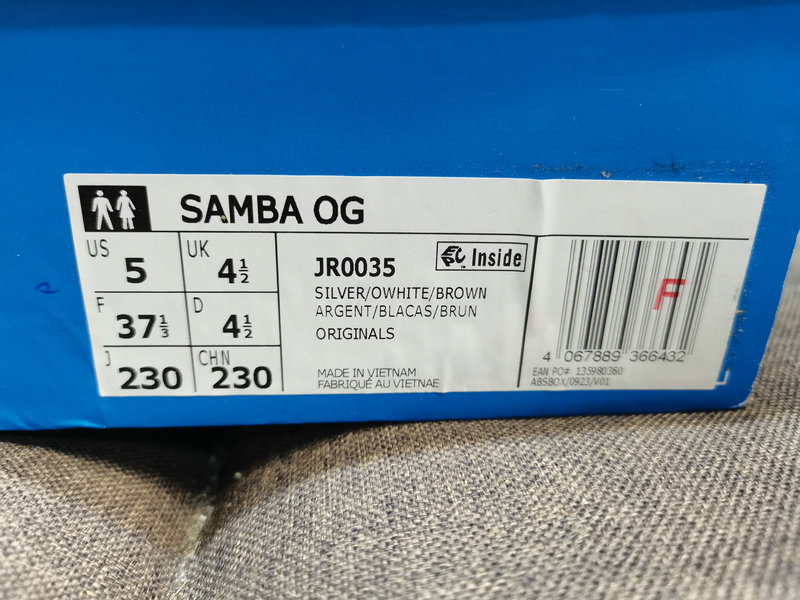 SAMBA OG
US 5 UK 4½
F 37⅓ D 4½
J 230 CHN 230
JR0035
EPC Inside
SILVER/OWHITE/BROWN
ARGENT/BLACAS/BRUN
ORIGINALS
MADE IN VIETNAM
FABRIQUÉ AU VIETNAE
F
4 067889 366432
EAN PO# 135980360
ABSBOX/0923/V01